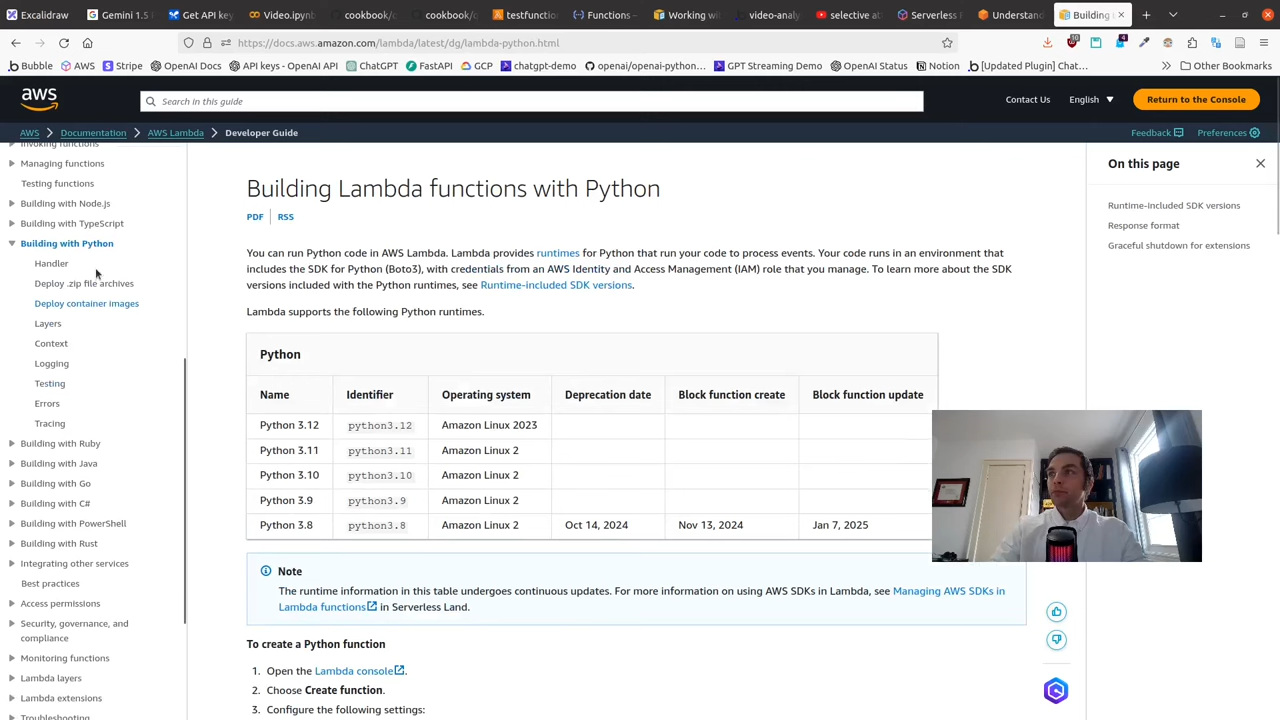 Excalidraw
Gemini 1.5
Get API key
Video.ipynb
cookbook/
cookbook/
testfunction
Functions –
Working wi
video-analy
selective at
Serverless
Understand
Building
https://docs.aws.amazon.com/lambda/latest/dg/lambda-python.html
Bubble
AWS
Stripe
OpenAI Docs
API keys - OpenAI API
ChatGPT
FastAPI
GCP
chatgpt-demo
openai/openai-python...
GPT Streaming Demo
OpenAI Status
Notion
[Updated Plugin] Chat...
Other Bookmarks
aws
Search in this guide
Contact Us
English
Return to the Console
AWS
Documentation
AWS Lambda
Developer Guide
Feedback
Preferences
Invoking functions
Managing functions
Testing functions
Building with Node.js
Building with TypeScript
Building with Python
Handler
Deploy .zip file archives
Deploy container images
Layers
Context
Logging
Testing
Errors
Tracing
Building with Ruby
Building with Java
Building with Go
Building with C#
Building with PowerShell
Building with Rust
Integrating other services
Best practices
Access permissions
Security, governance, and
compliance
Monitoring functions
Lambda layers
Lambda extensions
Troubleshooting
Building Lambda functions with Python
PDF
RSS
You can run Python code in AWS Lambda. Lambda provides runtimes for Python that run your code to process events. Your code runs in an environment that
includes the SDK for Python (Boto3), with credentials from an AWS Identity and Access Management (IAM) role that you manage. To learn more about the SDK
versions included with the Python runtimes, see Runtime-included SDK versions.
Lambda supports the following Python runtimes.
Python
Name Identifier Operating system Deprecation date Block function create Block function update
Python 3.12 python3.12 Amazon Linux 2023
Python 3.11 python3.11 Amazon Linux 2
Python 3.10 python3.10 Amazon Linux 2
Python 3.9 python3.9 Amazon Linux 2
Python 3.8 python3.8 Amazon Linux 2 Oct 14, 2024 Nov 13, 2024 Jan 7, 2025
Note
The runtime information in this table undergoes continuous updates. For more information on using AWS SDKs in Lambda, see Managing AWS SDKs in
Lambda functions in Serverless Land.
To create a Python function
1. Open the Lambda console.
2. Choose Create function.
3. Configure the following settings:
On this page
Runtime-included SDK versions
Response format
Graceful shutdown for extensions